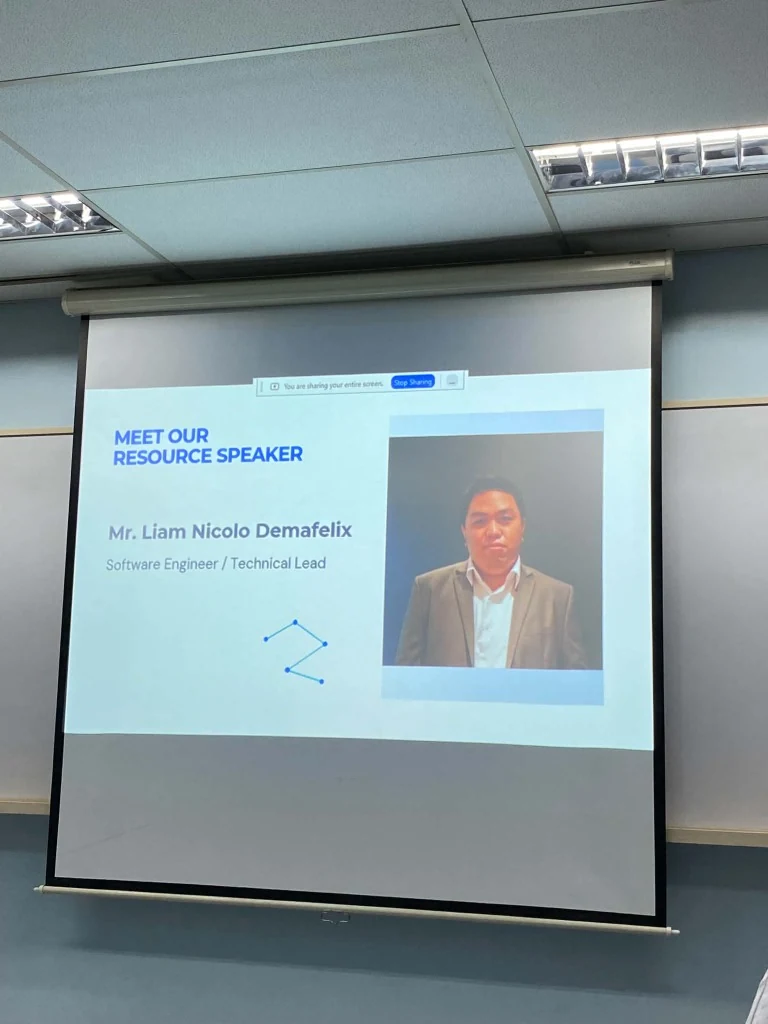 You are sharing your entire screen. Stop Sharing
MEET OUR
RESOURCE SPEAKER
Mr. Liam Nicolo Demafelix
Software Engineer / Technical Lead